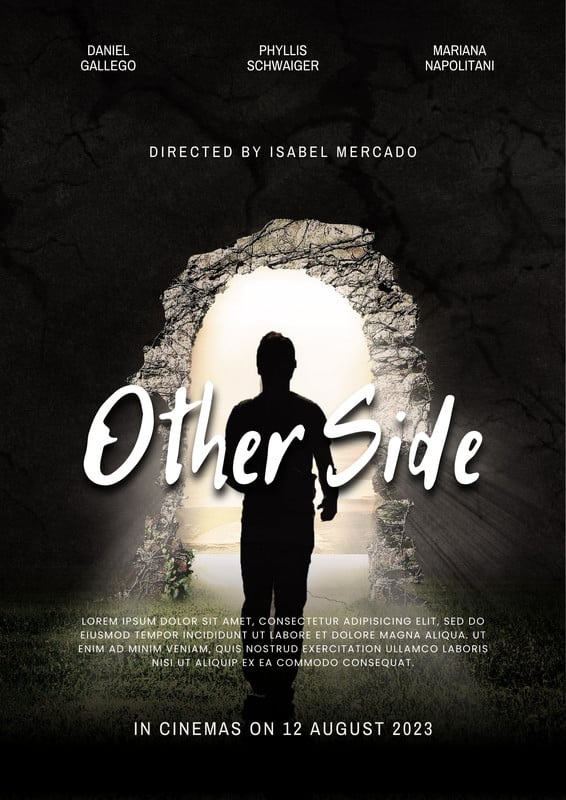 DANIEL
GALLEGO
PHYLLIS
SCHWAIGER
MARIANA
NAPOLITANI
DIRECTED BY ISABEL MERCADO
Other Side
LOREM IPSUM DOLOR SIT AMET, CONSECTETUR ADIPISICING ELIT, SED DO
EIUSMOD TEMPOR INCIDIDUNT UT LABORE ET DOLORE MAGNA ALIQUA. UT
ENIM AD MINIM VENIAM, QUIS NOSTRUD EXERCITATION ULLAMCO LABORIS
NISI UT ALIQUIP EX EA COMMODO CONSEQUAT.
IN CINEMAS ON 12 AUGUST 2023